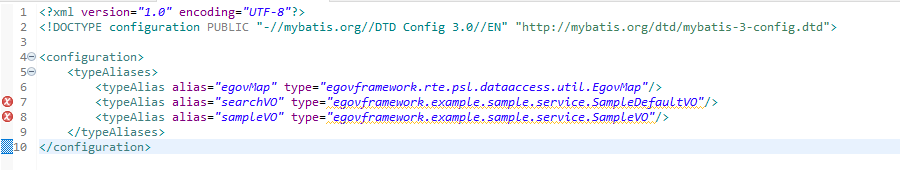 1 <?xml version="1.0" encoding="UTF-8"?>
2 <!DOCTYPE configuration PUBLIC "-//mybatis.org//DTD Config 3.0//EN" "http://mybatis.org/dtd/mybatis-3-config.dtd">
3
4 <configuration>
5     <typeAliases>
6         <typeAlias alias="egovMap" type="egovframework.rte.psl.dataaccess.util.EgovMap"/>
7         <typeAlias alias="searchVO" type="egovframework.example.sample.service.SampleDefaultVO"/>
8         <typeAlias alias="sampleVO" type="egovframework.example.sample.service.SampleVO"/>
9     </typeAliases>
10 </configuration>